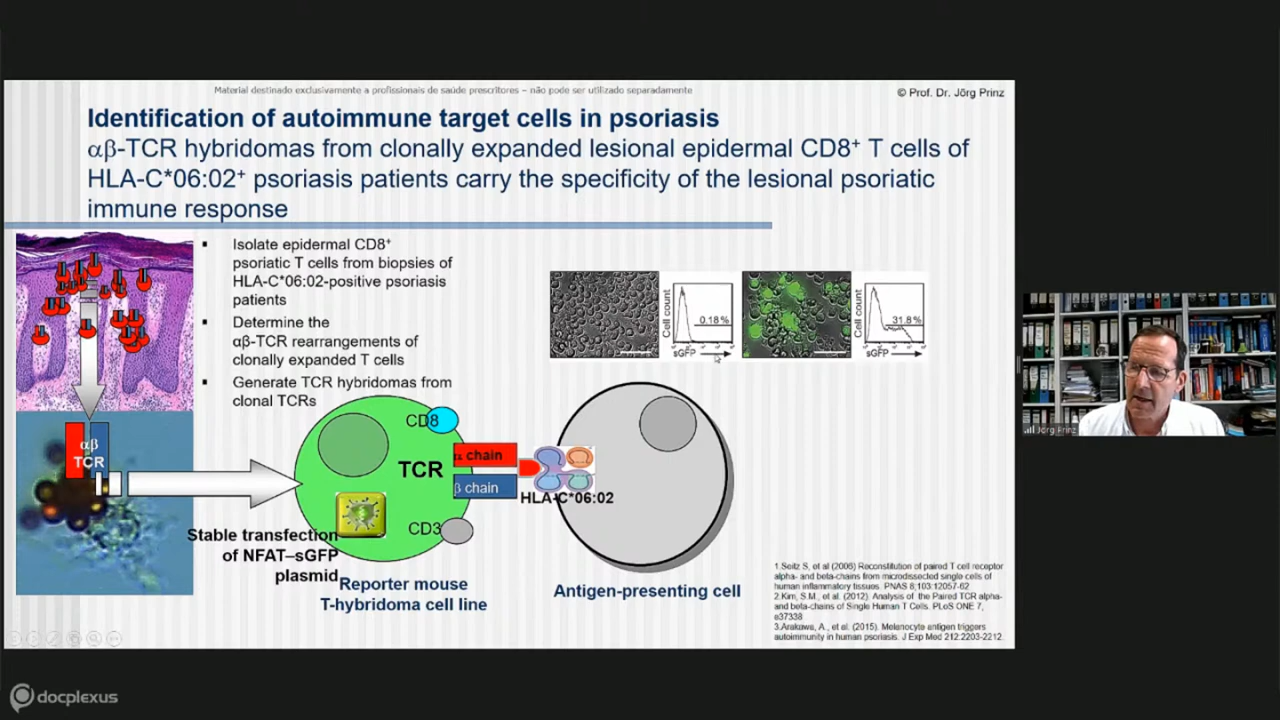 Material destinado exclusivamente a profissionais de saúde prescritores – não pode ser utilizado separadamente
© Prof. Dr. Jörg Prinz
Identification of autoimmune target cells in psoriasis
αβ-TCR hybridomas from clonally expanded lesional epidermal CD8+ T cells of
HLA-C*06:02+ psoriasis patients carry the specificity of the lesional psoriatic
immune response
▪ Isolate epidermal CD8+
psoriatic T cells from biopsies of
HLA-C*06:02-positive psoriasis
patients
▪ Determine the
αβ-TCR rearrangements of
clonally expanded T cells
▪ Generate TCR hybridomas from
clonal TCRs
Cell count
0.18 %
sGFP
Cell count
31.8 %
sGFP
αβ
TCR
CD8
TCR
α chain
β chain
HLA-C*06:02
CD3
Stable transfection
of NFAT–sGFP
plasmid
Reporter mouse
T-hybridoma cell line
Antigen-presenting cell
1.Seitz S, et al (2006) Reconstitution of paired T cell receptor
alpha- and beta-chains from microdissected single cells of
human inflammatory tissues. PNAS 8;103:12057-62
2.Kim, S.M., et al. (2012). Analysis of the Paired TCR alpha-
and beta-chains of Single Human T Cells. PLoS ONE 7,
e37338
3.Arakawa, A., et al. (2015). Melanocyte antigen triggers
autoimmunity in human psoriasis. J Exp Med 212:2203-2212.
Jörg Prinz
docplexus